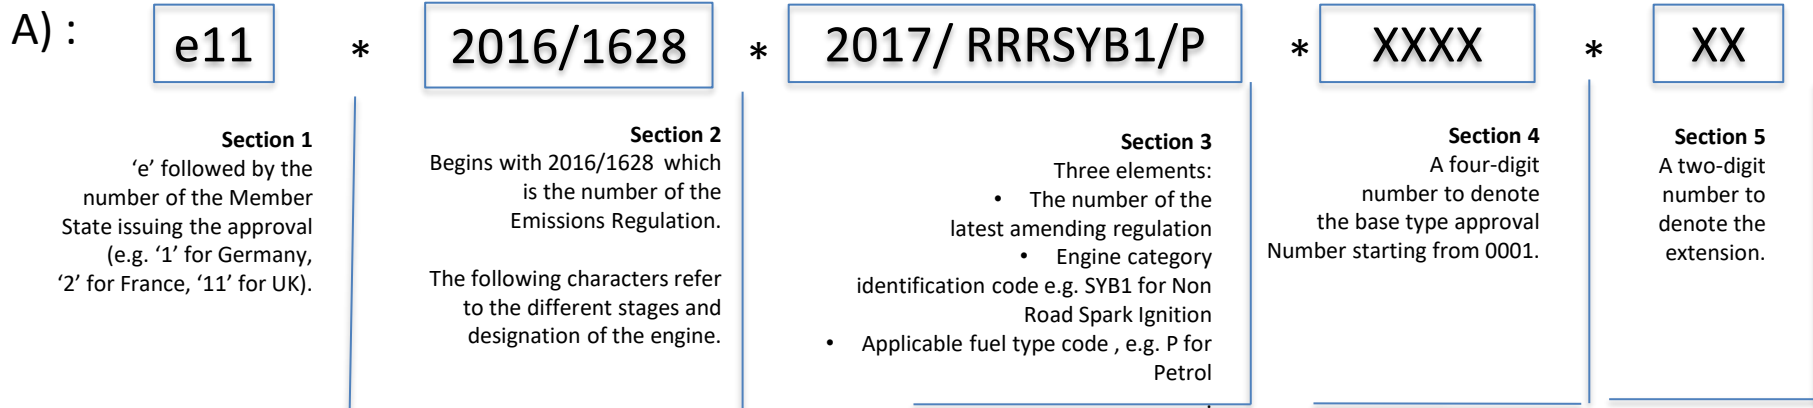 A) :
e11 * 2016/1628 * 2017/ RRRSYB1/P * XXXX * XX
Section 1
‘e’ followed by the
number of the Member
State issuing the approval
(e.g. ‘1’ for Germany,
‘2’ for France, ‘11’ for UK).
Section 2
Begins with 2016/1628 which
is the number of the
Emissions Regulation.
The following characters refer
to the different stages and
designation of the engine.
Section 3
Three elements:
• The number of the
latest amending regulation
• Engine category
identification code e.g. SYB1 for Non
Road Spark Ignition
• Applicable fuel type code , e.g. P for
Petrol
Section 4
A four-digit
number to denote
the base type approval
Number starting from 0001.
Section 5
A two-digit
number to
denote the
extension.